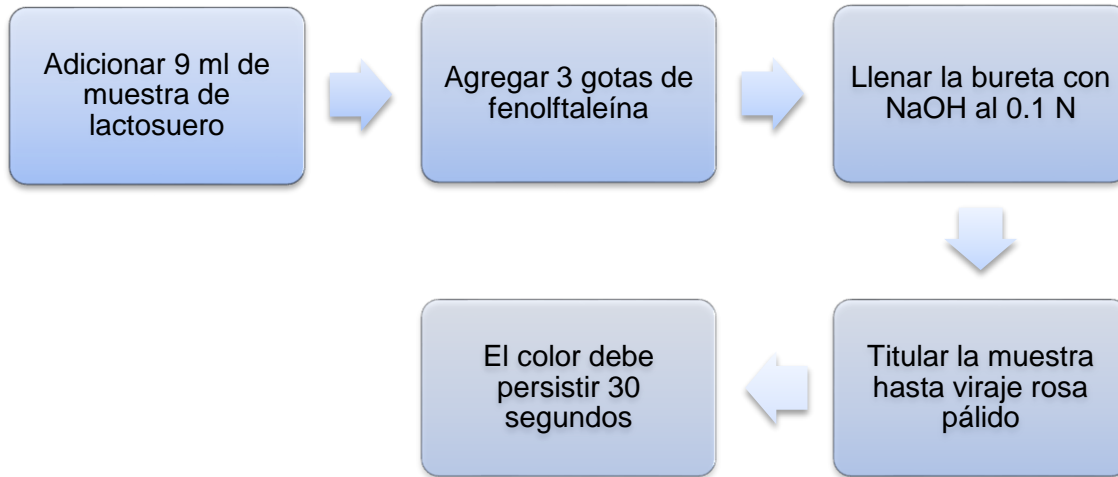 Adicionar 9 ml de
muestra de
lactosuero
Agregar 3 gotas de
fenolftaleína
Llenar la bureta con
NaOH al 0.1 N
Titular la muestra
hasta viraje rosa
pálido
El color debe
persistir 30
segundos